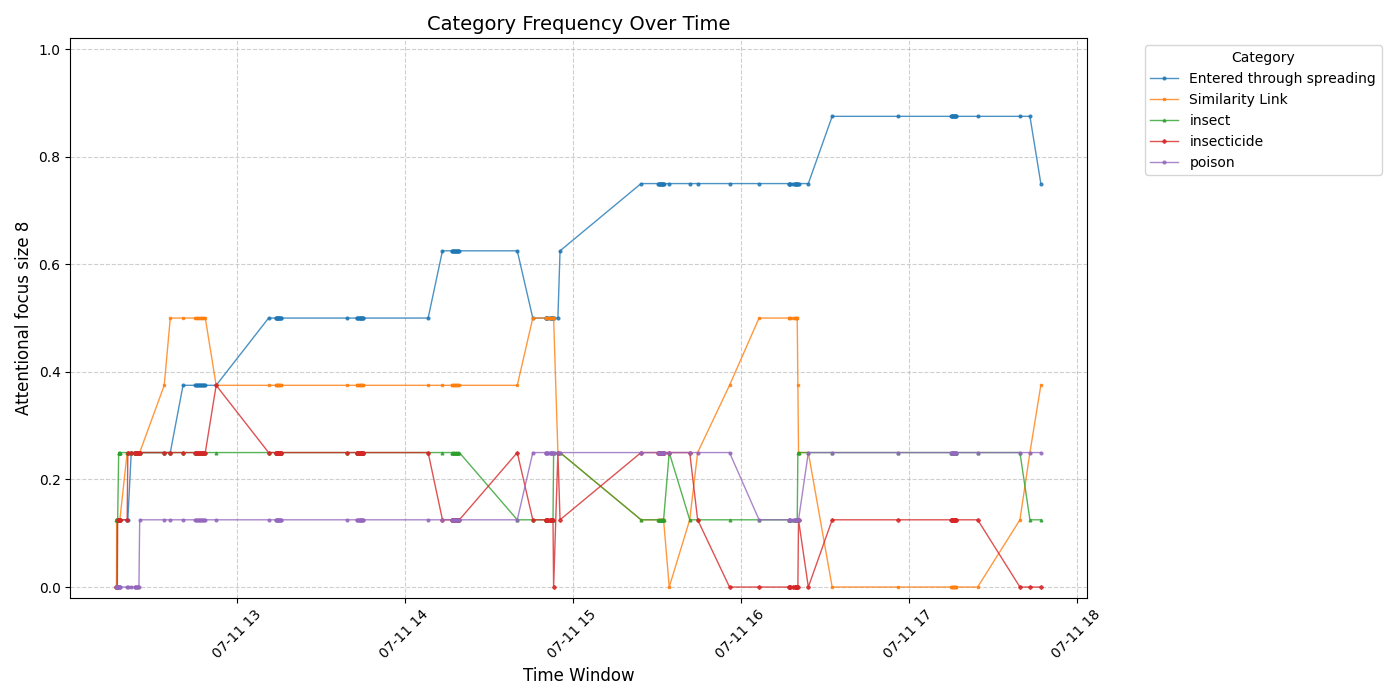 Category Frequency Over Time
Attentional focus size 8
1.0
0.8
0.6
0.4
0.2
0.0
07-11 13
07-11 14
07-11 15
07-11 16
07-11 17
07-11 18
Time Window
Category
Entered through spreading
Similarity Link
insect
insecticide
poison